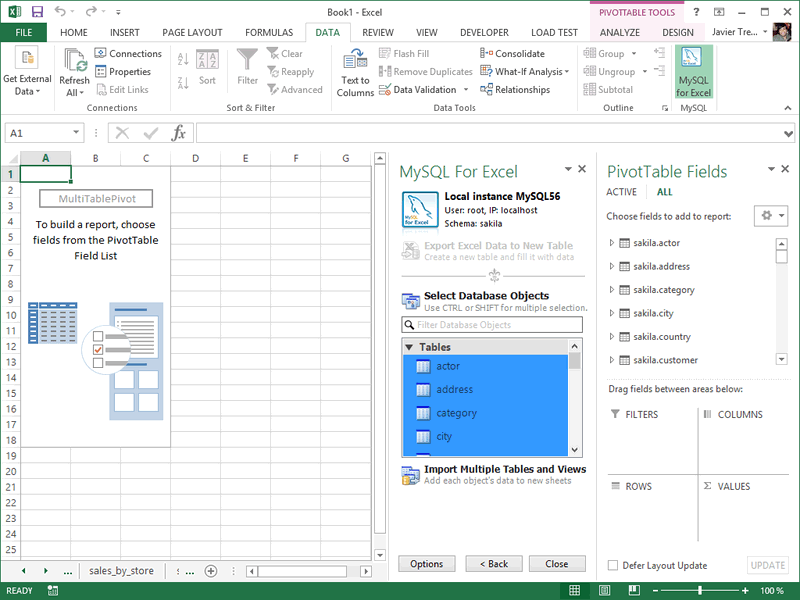 Book1 - Excel
PIVOTTABLE TOOLS
FILE HOME INSERT PAGE LAYOUT FORMULAS DATA REVIEW VIEW DEVELOPER LOAD TEST ANALYZE DESIGN Javier Tre...
Get External Data
Refresh All
Connections
Properties
Edit Links
Connections
Sort
Filter
Clear
Reapply
Advanced
Sort & Filter
Text to Columns
Flash Fill
Remove Duplicates
Data Validation
Consolidate
What-If Analysis
Relationships
Data Tools
Group
Ungroup
Subtotal
Outline
MySQL for Excel
MySQL
A1
fx
A B C D E F G
1
2
3
4
5
6
7
8
9
10
11
12
13
14
15
16
17
18
19
20
21
22
23
24
25
MultiTablePivot
To build a report, choose
fields from the PivotTable
Field List
MySQL For Excel
Local instance MySQL56
User: root, IP: localhost
Schema: sakila
Export Excel Data to New Table
Create a new table and fill it with data
Select Database Objects
Use CTRL or SHIFT for multiple selection.
Filter Database Objects
Tables
actor
address
category
city
Import Multiple Tables and Views
Add each object's data to new sheets
Options < Back Close
PivotTable Fields
ACTIVE ALL
Choose fields to add to report:
sakila.actor
sakila.address
sakila.category
sakila.city
sakila.country
sakila.customer
Drag fields between areas below:
FILTERS COLUMNS
ROWS Σ VALUES
Defer Layout Update UPDATE
... sales_by_store s ...
READY 100 %